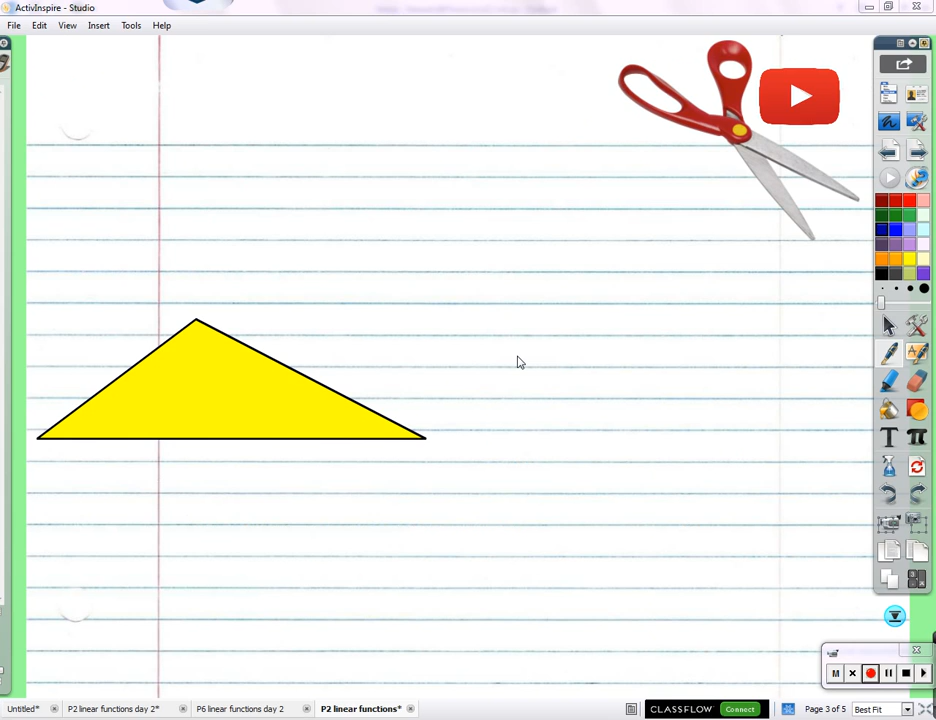 ActivInspire - Studio
File Edit View Insert Tools Help
T π
M
Untitled* P2 linear functions day 2* P6 linear functions day 2 P2 linear functions* CLASSFLOW Connect Page 3 of 5 Best Fit